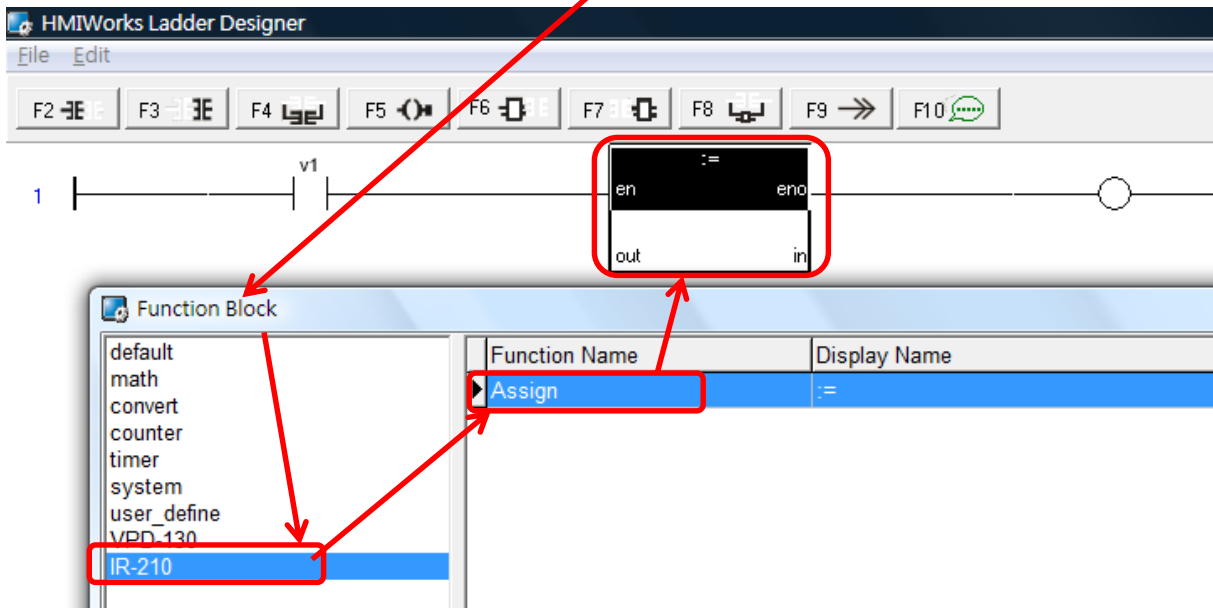 HMIWorks Ladder Designer
File Edit
F2 F3 F4 F5 F6 F7 F8 F9 F10
v1
:=
1
en eno
out in
Function Block
default
math
convert
counter
timer
system
user_define
VPD-130
IR-210
Function Name Display Name
Assign :=